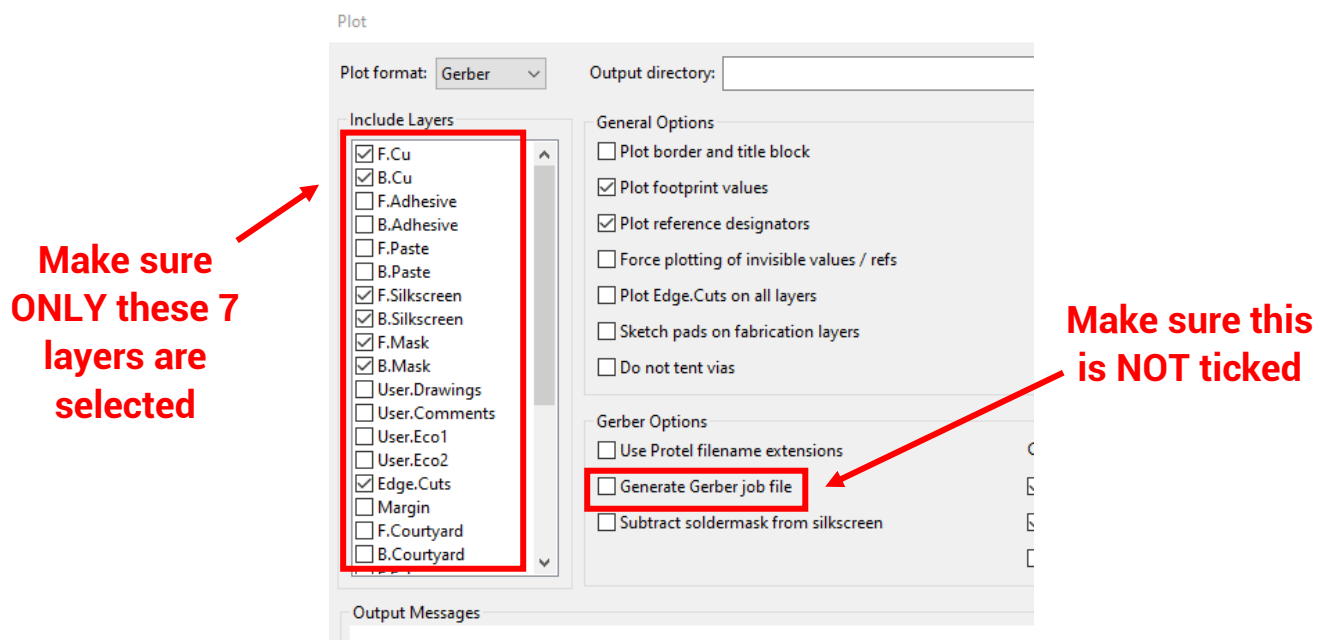 Plot
Plot format: Gerber
Output directory:
Include Layers
F.Cu
B.Cu
F.Adhesive
B.Adhesive
F.Paste
B.Paste
F.Silkscreen
B.Silkscreen
F.Mask
B.Mask
User.Drawings
User.Comments
User.Eco1
User.Eco2
Edge.Cuts
Margin
F.Courtyard
B.Courtyard
General Options
Plot border and title block
Plot footprint values
Plot reference designators
Force plotting of invisible values / refs
Plot Edge.Cuts on all layers
Sketch pads on fabrication layers
Do not tent vias
Gerber Options
Use Protel filename extensions
Generate Gerber job file
Subtract soldermask from silkscreen
Output Messages
Make sure
ONLY these 7
layers are
selected
Make sure this
is NOT ticked